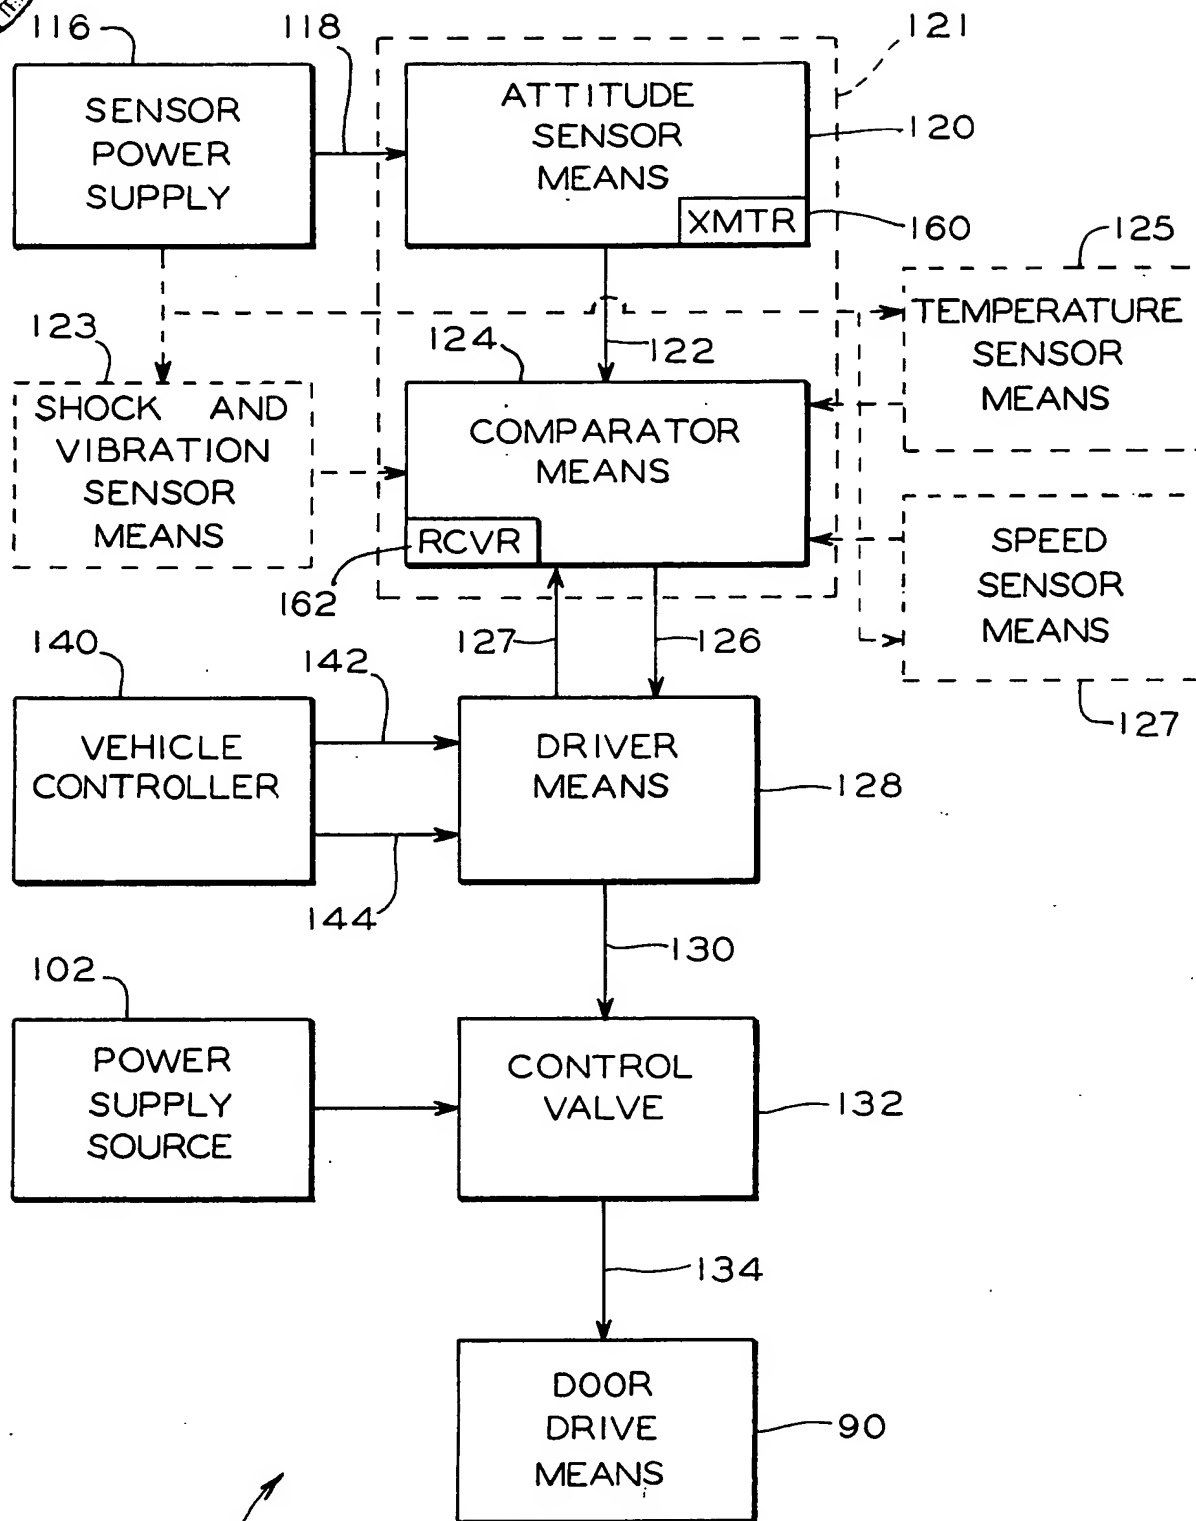 116
118
121
SENSOR
POWER
SUPPLY
ATTITUDE
SENSOR
MEANS
120
XMTR
160
125
123
124
122
TEMPERATURE
SENSOR
MEANS
SHOCK AND
VIBRATION
SENSOR
MEANS
COMPARATOR
MEANS
RCVR
162
SPEED
SENSOR
MEANS
127
126
127
140
142
VEHICLE
CONTROLLER
DRIVER
MEANS
128
144
130
102
POWER
SUPPLY
SOURCE
CONTROL
VALVE
132
134
DOOR
DRIVE
MEANS
90